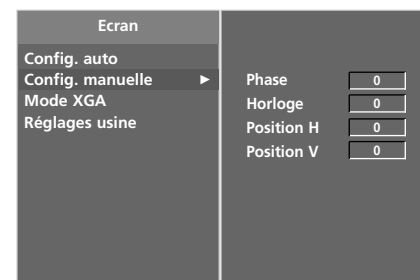 Ecran
Config. auto
Config. manuelle ►
Mode XGA
Réglages usine
Phase 0
Horloge 0
Position H 0
Position V 0